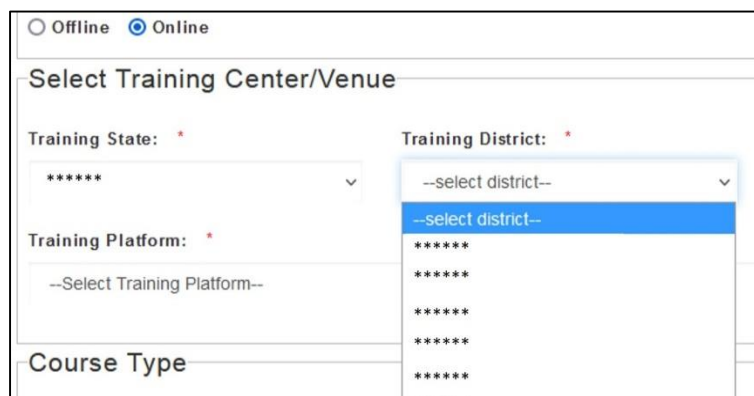 Offline Online
Select Training Center/Venue
Training State: * Training District: *
****** --select district--
--select district--
******
Training Platform: *
******
--Select Training Platform--
******
******
Course Type
******